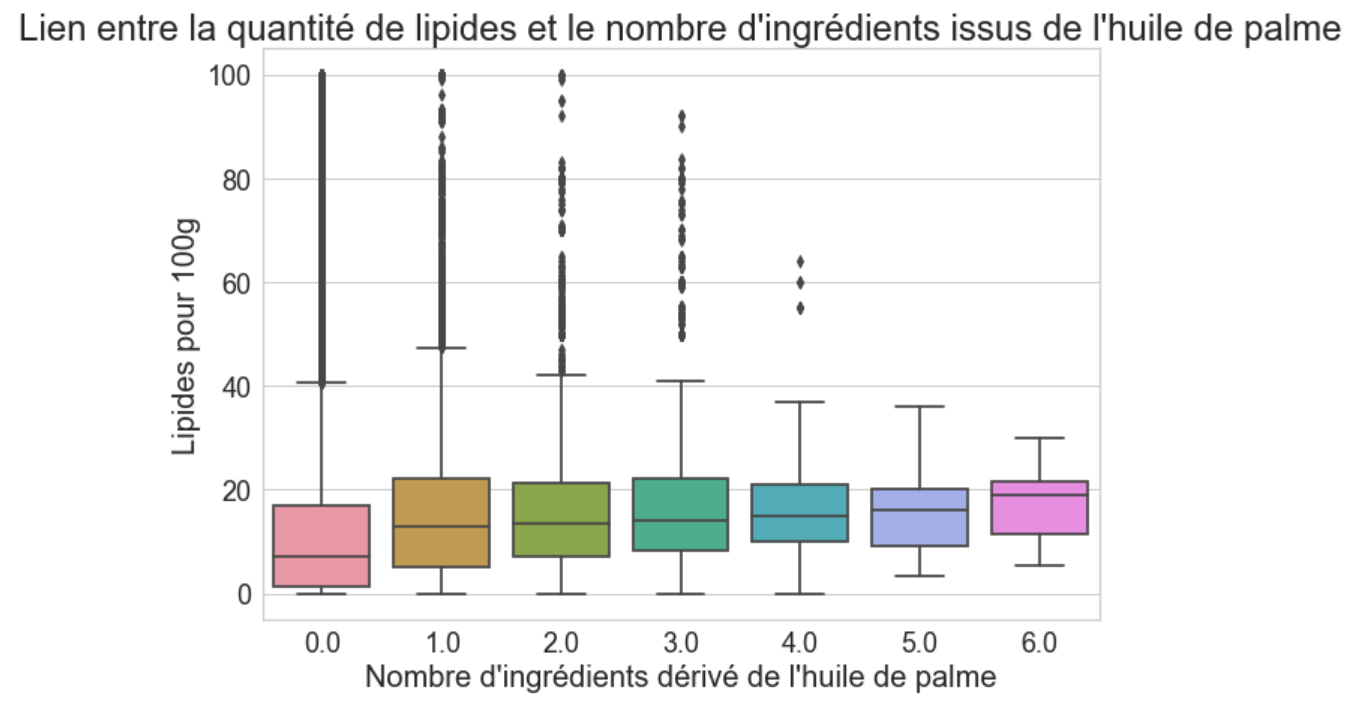 Lien entre la quantité de lipides et le nombre d'ingrédients issus de l'huile de palme
100
80
60
40
20
0
Lipides pour 100g
0.0 1.0 2.0 3.0 4.0 5.0 6.0
Nombre d'ingrédients dérivé de l'huile de palme